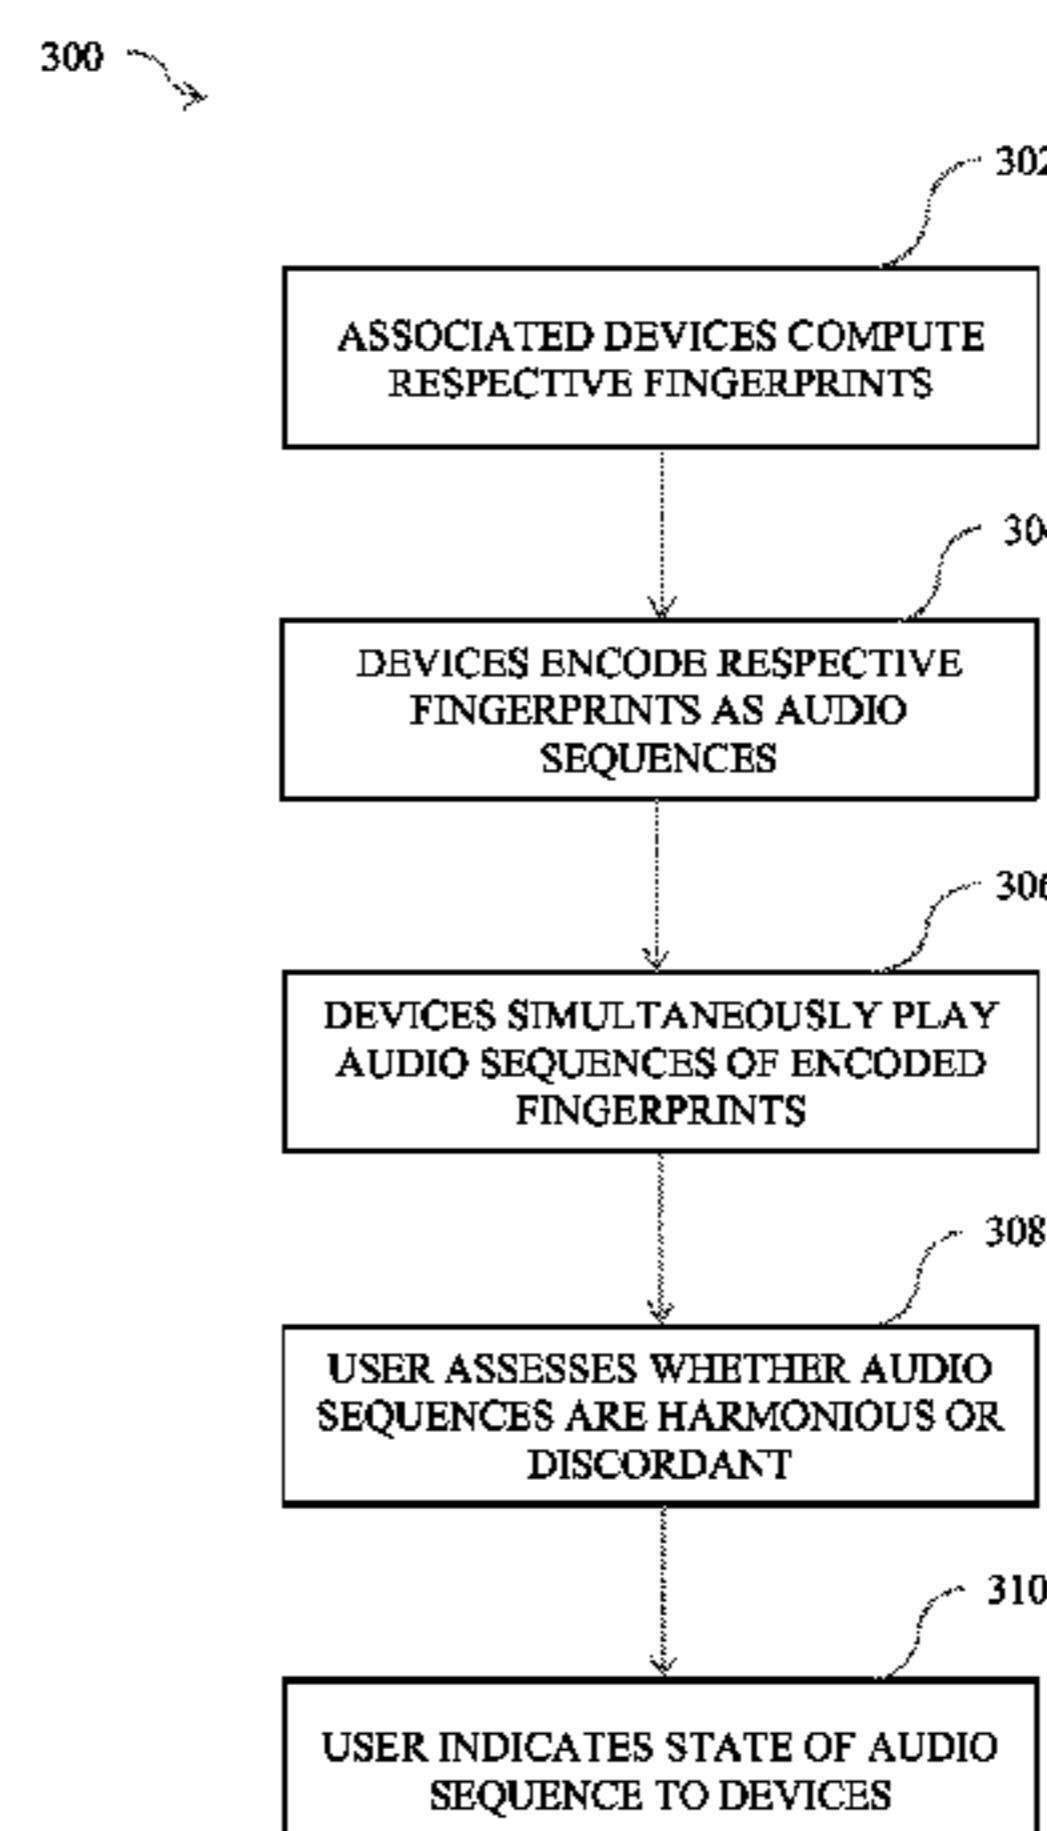 300
302
ASSOCIATED DEVICES COMPUTE
RESPECTIVE FINGERPRINTS
DEVICES ENCODE RESPECTIVE
FINGERPRINTS AS AUDIO
SEQUENCES
306
DEVICES SIMULTANEOUSLY PLAY
AUDIO SEQUENCES OF ENCODED
FINGERPRINTS
308
USER ASSESSES WHETHER AUDIO
SEQUENCES ARE HARMONIOUS OR
DISCORDANT
310
USER INDICATES STATE OF AUDIO
SEQUENCE TO DEVICES